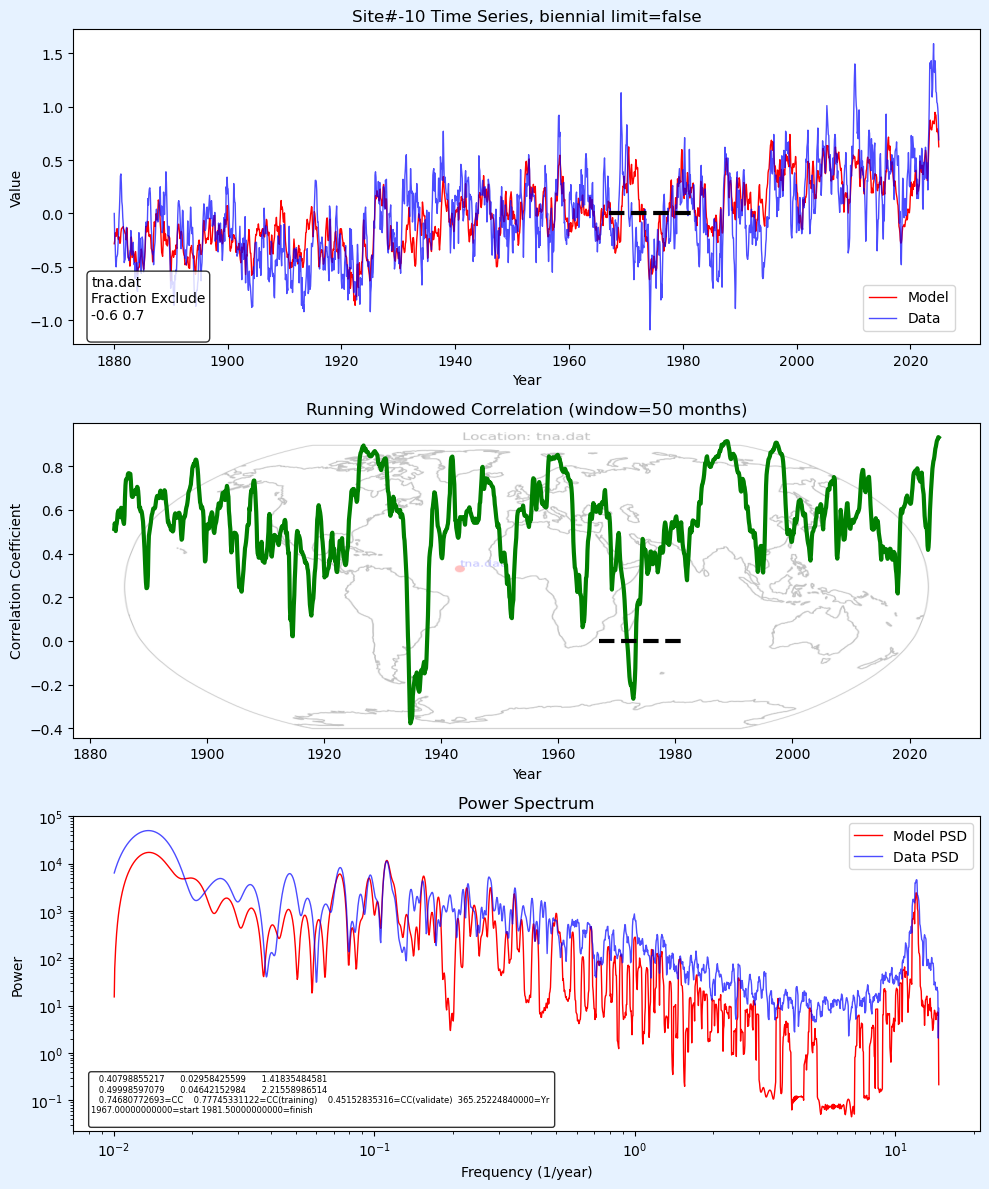 Site#-10 Time Series, biennial limit=false
Value
1.5
1.0
0.5
0.0
−0.5
−1.0
tna.dat
Fraction Exclude
-0.6 0.7
Model
Data
1880 1900 1920 1940 1960 1980 2000 2020
Year
Running Windowed Correlation (window=50 months)
Location: tna.dat
Correlation Coefficient
0.8
0.6
0.4
0.2
0.0
−0.2
−0.4
tna.da
1880 1900 1920 1940 1960 1980 2000 2020
Year
Power Spectrum
Power
10^5
10^4
10^3
10^2
10^1
10^0
10^−1
Model PSD
Data PSD
0.40798855217 0.02958425599 1.41835484581
0.49998597079 0.04642152984 2.21558986514
0.74680772693=CC 0.77745331122=CC(training) 0.45152835316=CC(validate) 365.25224840000=Yr
1967.00000000000=start 1981.50000000000=finish
10^−2 10^−1 10^0 10^1
Frequency (1/year)